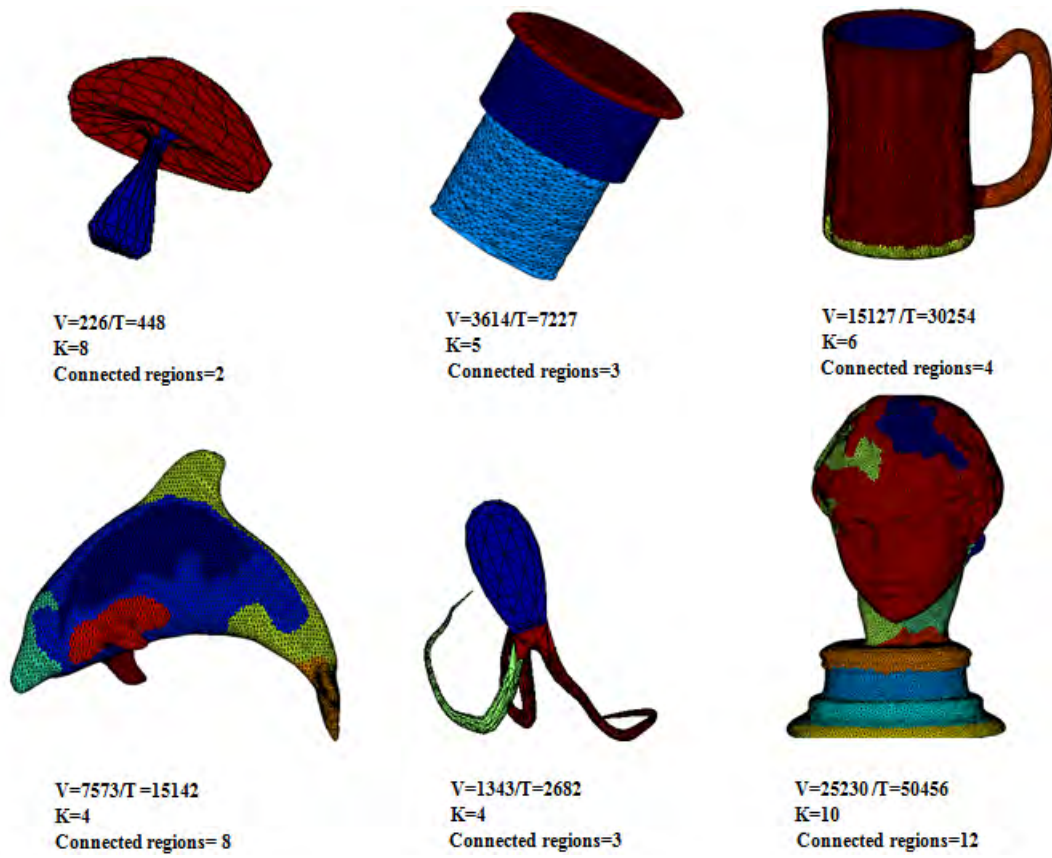 V=226/T=448
K=8
Connected regions=2
V=3614/T=7227
K=5
Connected regions=3
V=15127/T=30254
K=6
Connected regions=4
V=7573/T=15142
K=4
Connected regions= 8
V=1343/T=2682
K=4
Connected regions=3
V=25230/T=50456
K=10
Connected regions=12